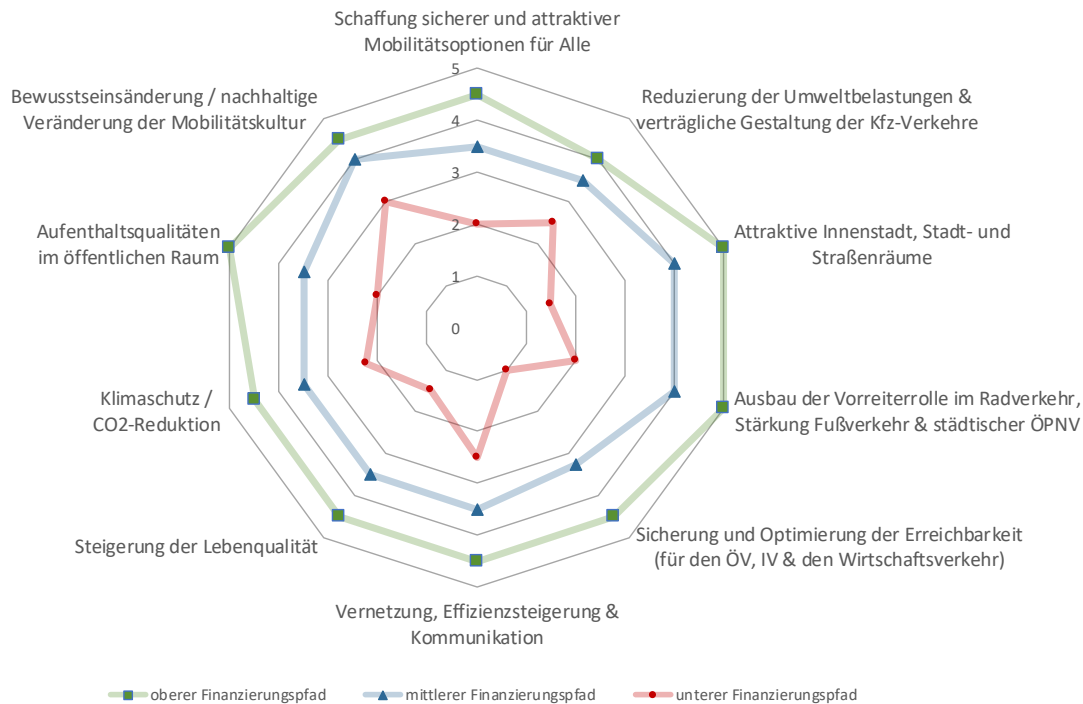 Schaffung sicherer und attraktiver
Mobilitätsoptionen für Alle
Bewusstseinsänderung / nachhaltige
Veränderung der Mobilitätskultur
Reduzierung der Umweltbelastungen &
verträgliche Gestaltung der Kfz-Verkehre
Aufenthaltsqualitäten
im öffentlichen Raum
Attraktive Innenstadt, Stadt- und
Straßenräume
5
4
3
2
1
0
Klimaschutz /
CO2-Reduktion
Ausbau der Vorreiterrolle im Radverkehr,
Stärkung Fußverkehr & städtischer ÖPNV
Steigerung der Lebenqualität
Sicherung und Optimierung der Erreichbarkeit
(für den ÖV, IV & den Wirtschaftsverkehr)
Vernetzung, Effizienzsteigerung &
Kommunikation
oberer Finanzierungspfad
mittlerer Finanzierungspfad
unterer Finanzierungspfad